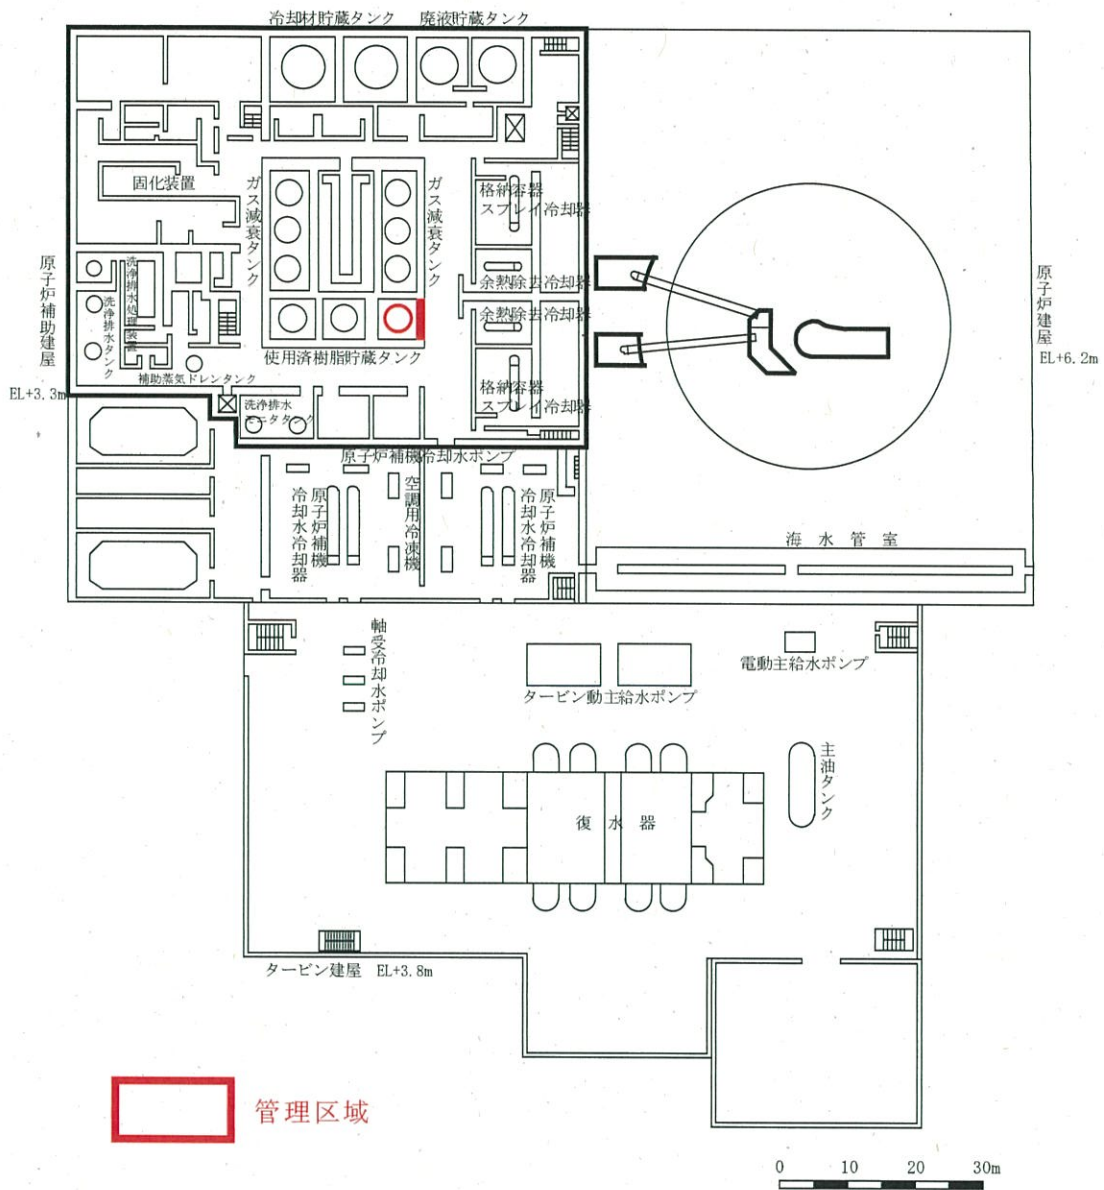 冷却材貯蔵タンク
廃液貯蔵タンク
固化装置
ガス減衰タンク
ガス減衰タンク
格納容器
スプレイ冷却器
余熱除去冷却器
余熱除去冷却器
格納容器
スプレイ冷却器
原子炉補助建屋
EL+3.3m
洗浄排水処理装置
洗浄排水タンク
補助蒸気ドレンタンク
使用済樹脂貯蔵タンク
洗浄排水
モニタタンク
原子炉建屋
EL+6.2m
原子炉補機冷却水ポンプ
原子炉補機
冷却水冷却器
空調用冷凍機
原子炉補機
冷却水冷却器
海水管室
軸受冷却水ポンプ
タービン動主給水ポンプ
電動主給水ポンプ
主油タンク
復水器
タービン建屋 EL+3.8m
管理区域
0 10 20 30m